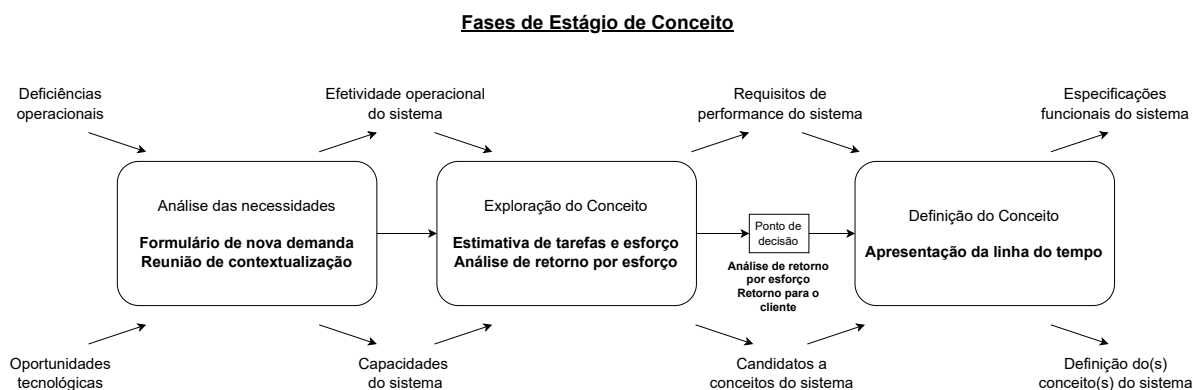 Fases de Estágio de Conceito
Deficiências
operacionais
Efetividade operacional
do sistema
Requisitos de
performance do sistema
Especificações
funcionais do sistema
Análise das necessidades
Formulário de nova demanda
Reunião de contextualização
Exploração do Conceito
Estimativa de tarefas e esforço
Análise de retorno por esforço
Ponto de
decisão
Análise de retorno
por esforço
Retorno para o
cliente
Definição do Conceito
Apresentação da linha do tempo
Oportunidades
tecnológicas
Capacidades
do sistema
Candidatos a
conceitos do sistema
Definição do(s)
conceito(s) do sistema